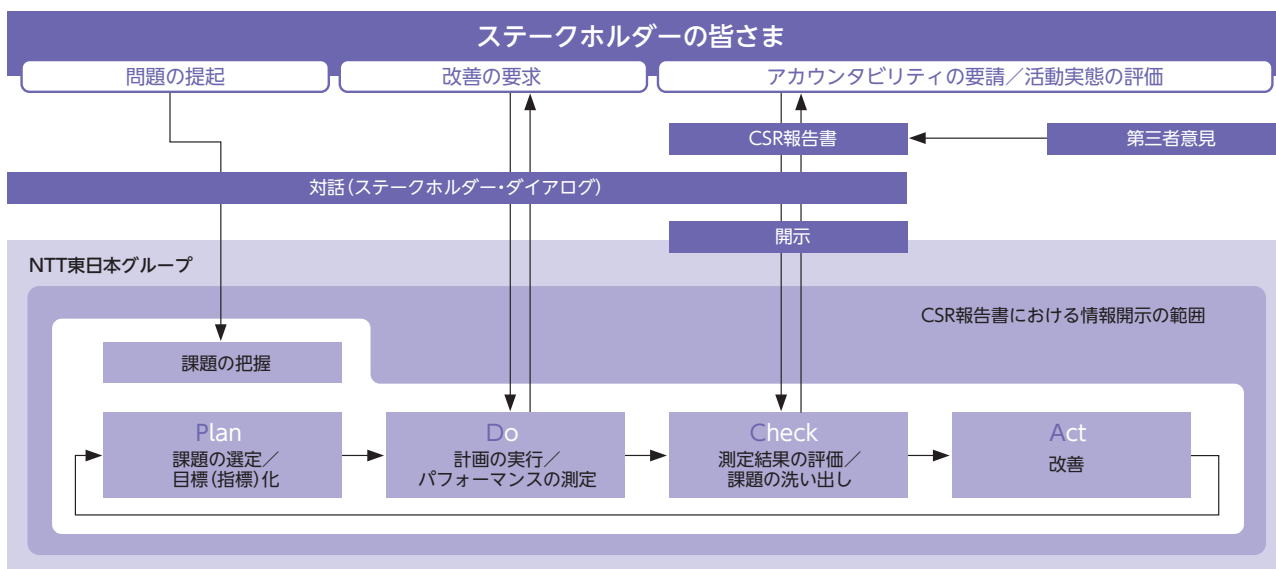 ステークホルダーの皆さま
問題の提起
改善の要求
アカウンタビリティの要請／活動実態の評価
CSR報告書
第三者意見
対話(ステークホルダー・ダイアログ)
開示
NTT東日本グループ
CSR報告書における情報開示の範囲
課題の把握
Plan
課題の選定／
目標(指標)化
Do
計画の実行／
パフォーマンスの測定
Check
測定結果の評価／
課題の洗い出し
Act
改善